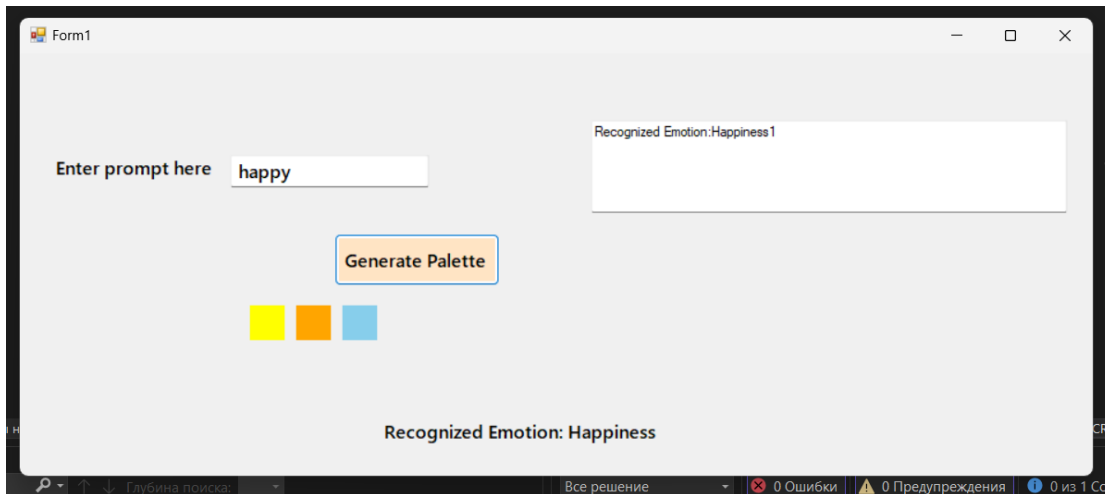 Form1
Recognized Emotion:Happiness1
Enter prompt here
happy
Generate Palette
Recognized Emotion: Happiness
Глубина поиска:
Все решение
0 Ошибки
0 Предупреждения
0 из 1